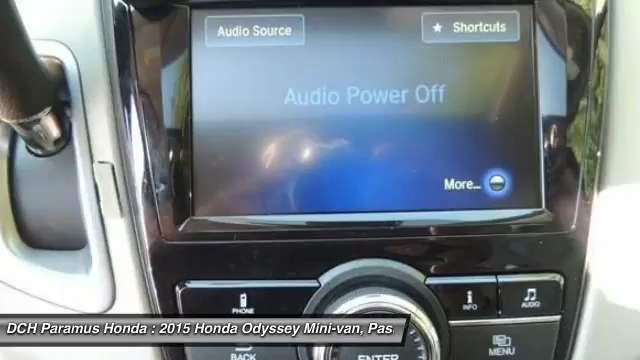 Audio Source
★ Shortcuts
Audio Power Off
More...
PHONE
i
INFO
AUDIO
DCH Paramus Honda : 2015 Honda Odyssey Mini-van, Pas
BACK
ENTER
MENU